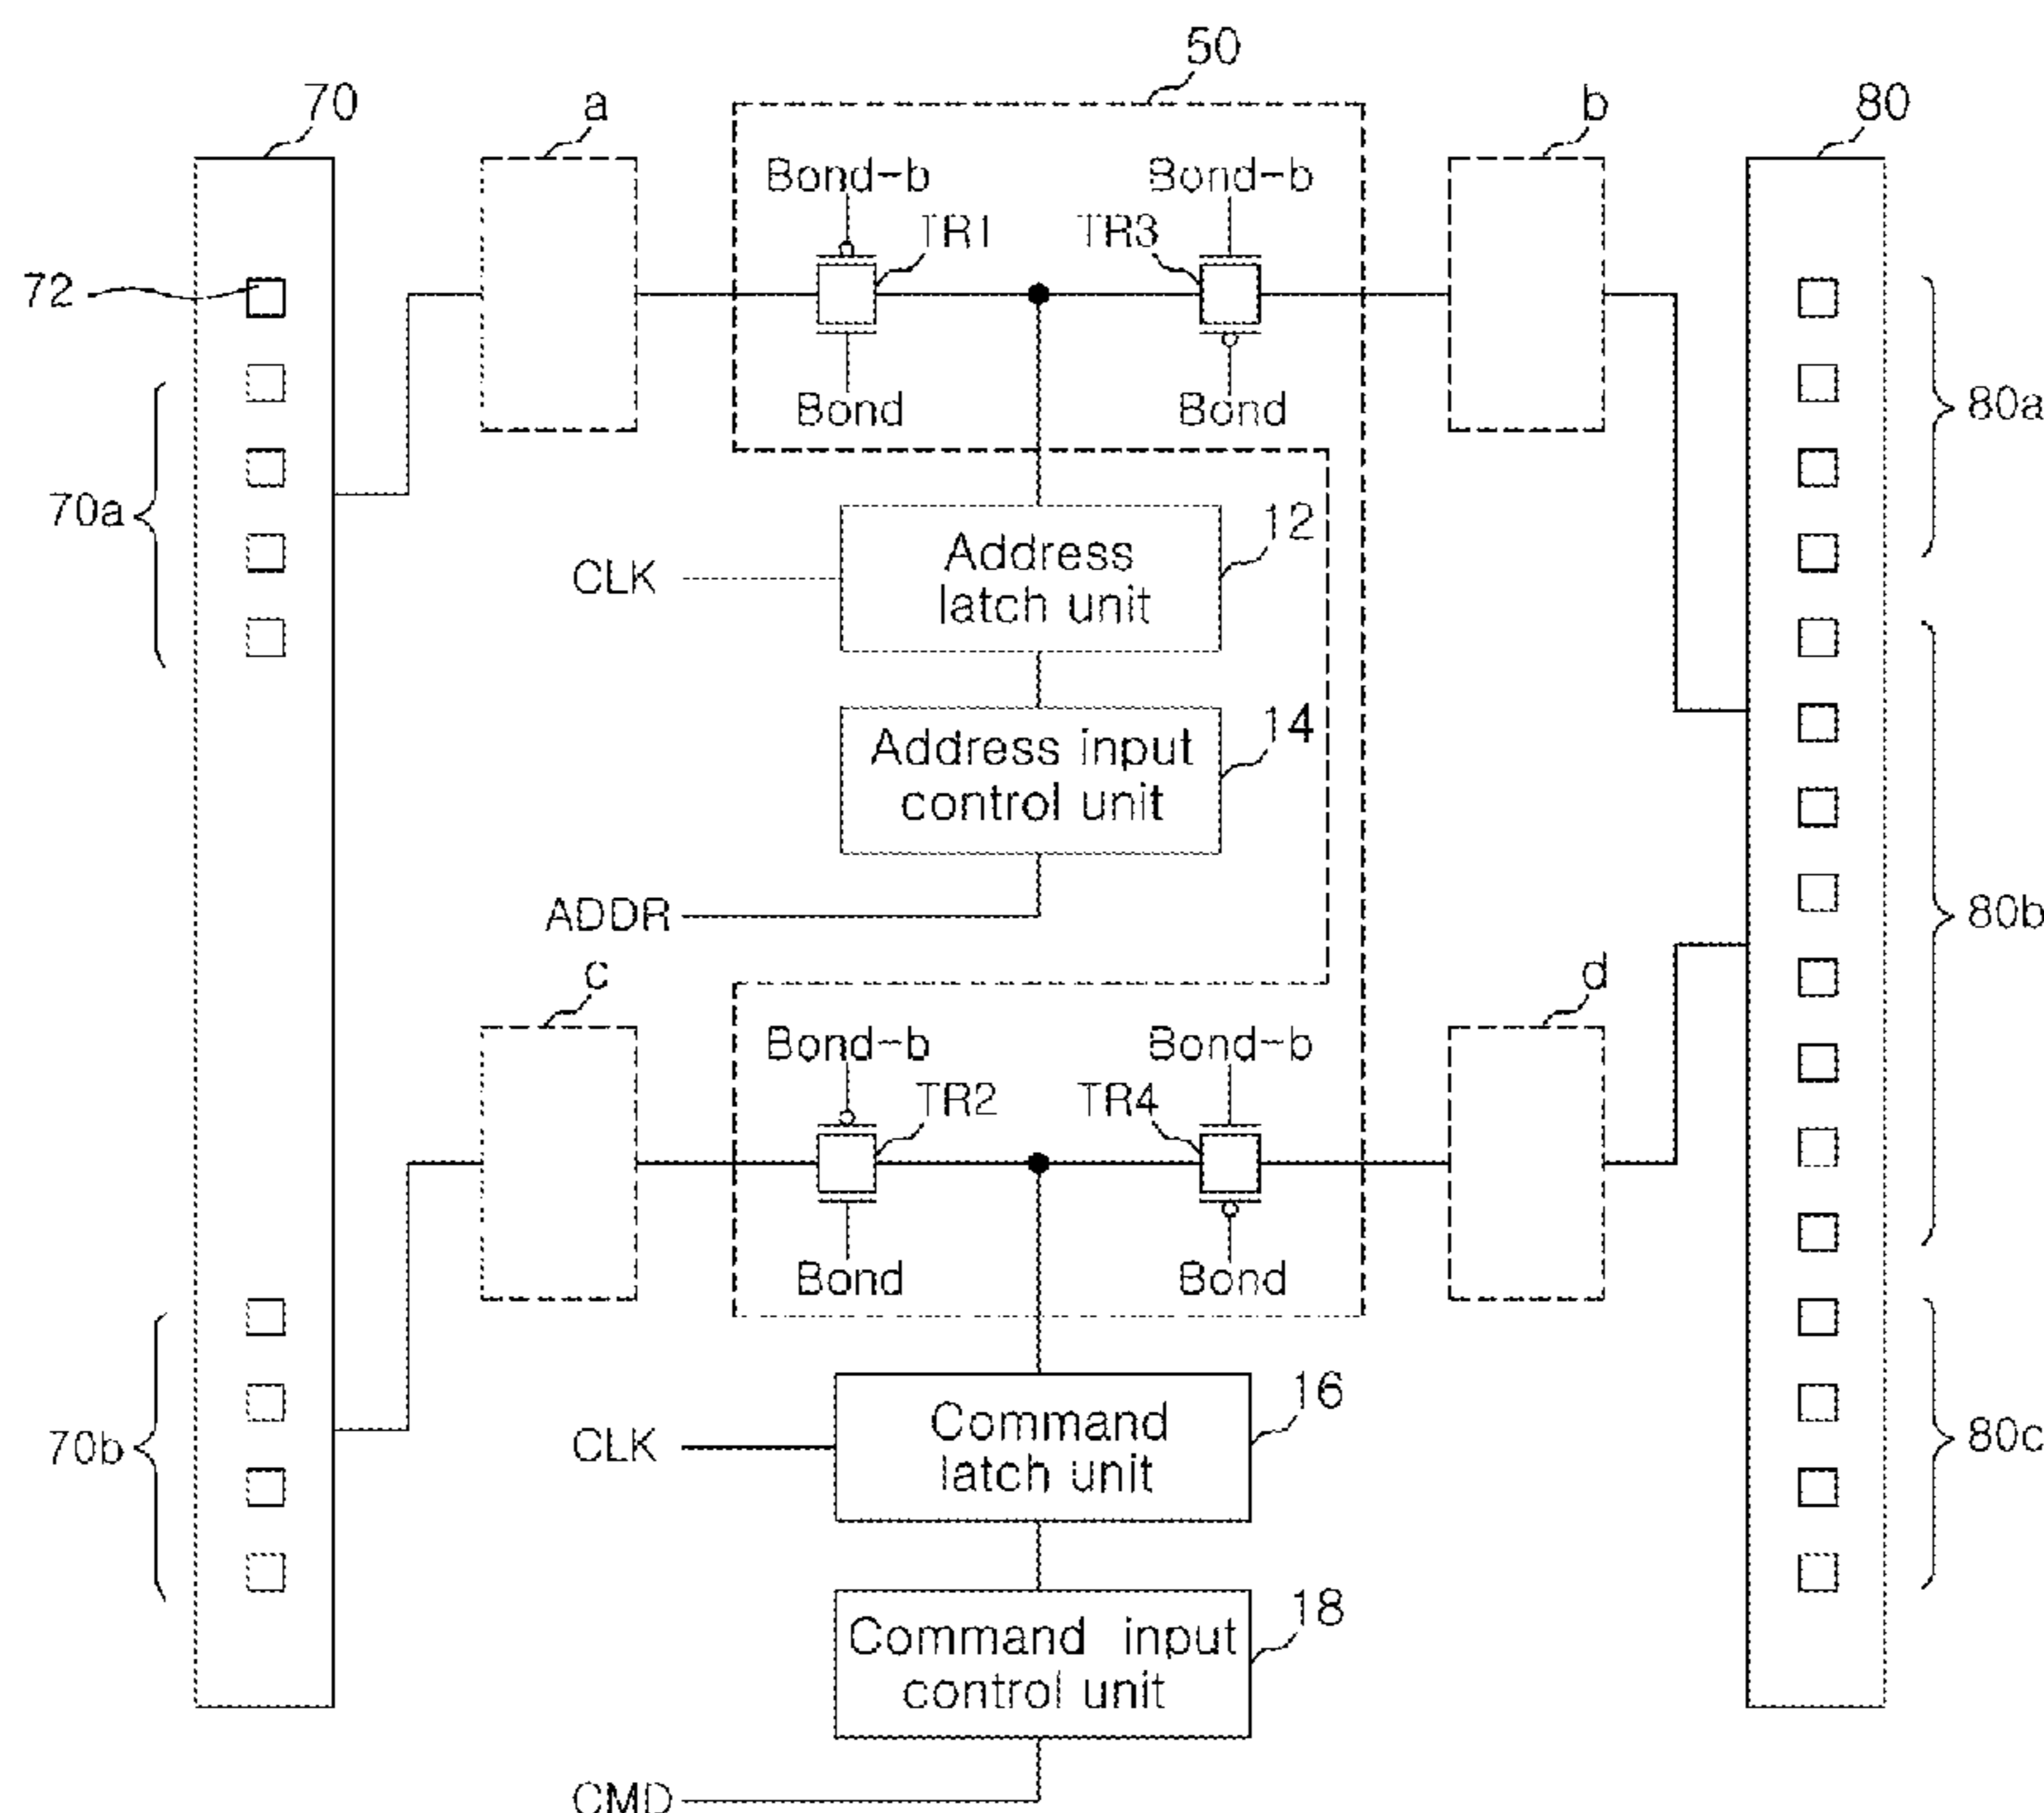 50
70
a
b
80
Bond-b
Bond-b
TR1
TR3
72
Bond
Bond
80a
70a
12
Address
latch unit
CLK
14
Address input
control unit
ADDR
80b
c
d
Bond-b
Bond-b
TR2
TR4
Bond
Bond
16
Command
latch unit
CLK
70b
80c
18
Command input
control unit
CMD